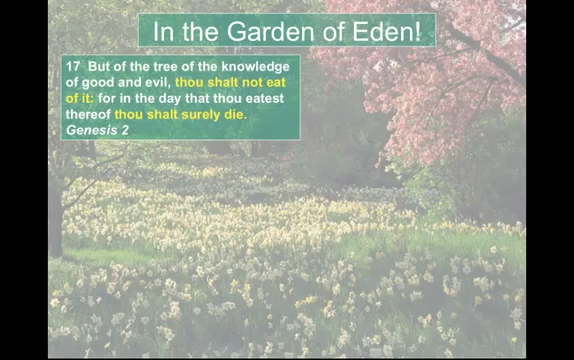 In the Garden of Eden!
17 But of the tree of the knowledge
of good and evil, thou shalt not eat
of it: for in the day that thou eatest
thereof thou shalt surely die.
Genesis 2